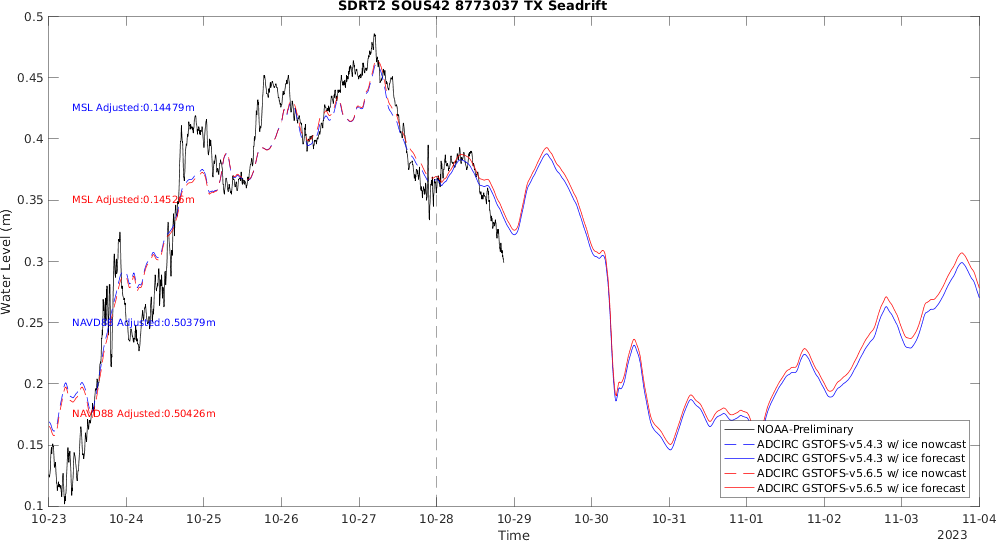 SDRT2 SOUS42 8773037 TX Seadrift
0.5
0.45
0.4
0.35
0.3
0.25
0.2
0.15
0.1
Water Level (m)
MSL Adjusted:0.14479m
MSL Adjusted:0.14526m
NAVD88 Adjusted:0.50379m
NAVD88 Adjusted:0.50426m
NOAA-Preliminary
ADCIRC GSTOFS-v5.4.3 w/ ice nowcast
ADCIRC GSTOFS-v5.4.3 w/ ice forecast
ADCIRC GSTOFS-v5.6.5 w/ ice nowcast
ADCIRC GSTOFS-v5.6.5 w/ ice forecast
10-23 10-24 10-25 10-26 10-27 10-28 10-29 10-30 10-31 11-01 11-02 11-03 11-04
Time
2023